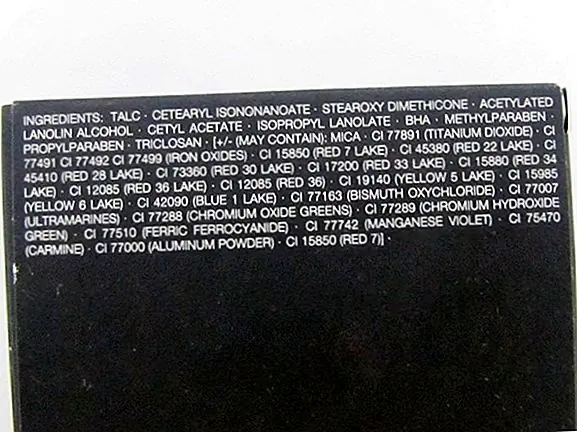 INGREDIENTS: TALC · CETEARYL ISONONANOATE · STEAROXY DIMETHICONE · ACETYLATED
LANOLIN ALCOHOL · CETYL ACETATE · ISOPROPYL LANOLATE · BHA · METHYLPARABEN ·
PROPYLPARABEN · TRICLOSAN · [+/- (MAY CONTAIN): MICA · CI 77891 (TITANIUM DIOXIDE) · CI
77491 CI 77492 CI 77499 (IRON OXIDES) · CI 15850 (RED 7 LAKE) · CI 45380 (RED 22 LAKE) · CI
45410 (RED 28 LAKE) · CI 73360 (RED 30 LAKE) · CI 17200 (RED 33 LAKE) · CI 15880 (RED 34
LAKE) · CI 12085 (RED 36 LAKE) · CI 12085 (RED 36) · CI 19140 (YELLOW 5 LAKE) · CI 15985
(YELLOW 6 LAKE) · CI 42090 (BLUE 1 LAKE) · CI 77163 (BISMUTH OXYCHLORIDE) · CI 77007
(ULTRAMARINES) · CI 77288 (CHROMIUM OXIDE GREENS) · CI 77289 (CHROMIUM HYDROXIDE
GREEN) · CI 77510 (FERRIC FERROCYANIDE) · CI 77742 (MANGANESE VIOLET) · CI 75470
(CARMINE) · CI 77000 (ALUMINUM POWDER) · CI 15850 (RED 7)] ·